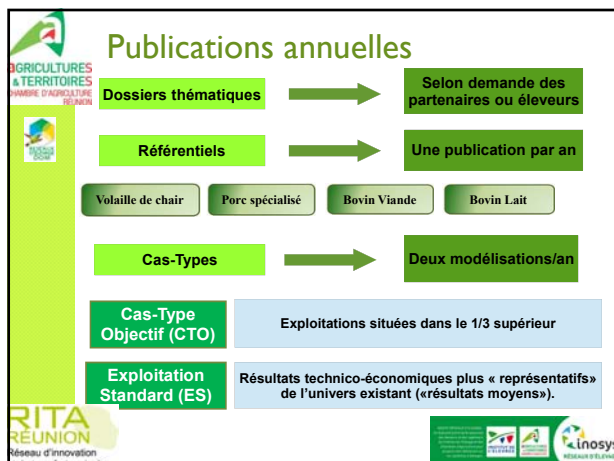 Publications annuelles
AGRICULTURES
& TERRITOIRES
CHAMBRE D'AGRICULTURE
RÉUNION
Dossiers thématiques
Selon demande des
partenaires ou éleveurs
Référentiels
Une publication par an
Volaille de chair
Porc spécialisé
Bovin Viande
Bovin Lait
Cas-Types
Deux modélisations/an
Cas-Type
Objectif (CTO)
Exploitations situées dans le 1/3 supérieur
Exploitation
Standard (ES)
Résultats technico-économiques plus « représentatifs»
de l'univers existant («résultats moyens»).
RITA
RÉUNION
Réseau d'innovation
inosys
RÉSEAUX D'ÉLEVAGE